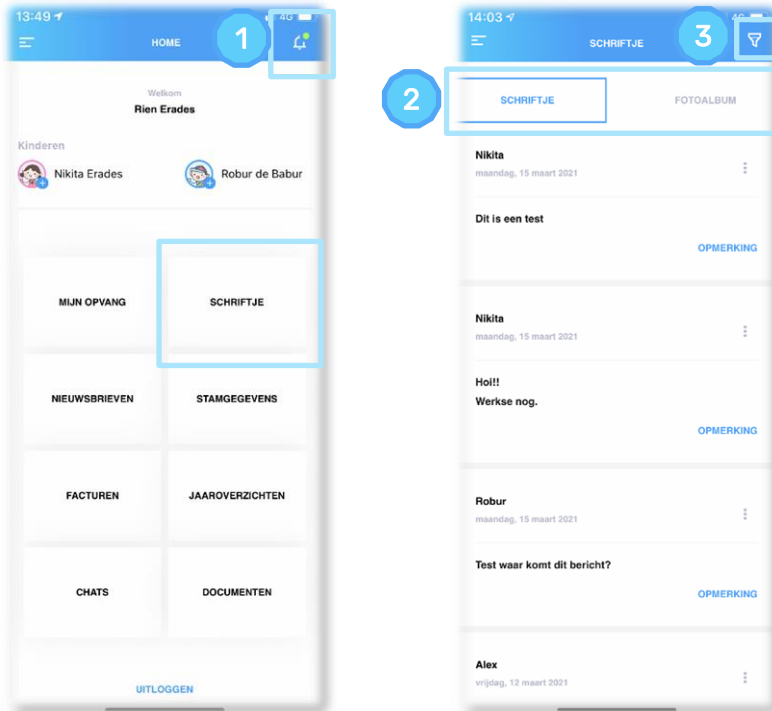 13:49
4G
HOME
1
Welkom
Rien Erades
Kinderen
Nikita Erades
Robur de Babur
MIJN OPVANG
SCHRIFTJE
NIEUWSBRIEVEN
STAMGEGEVENS
FACTUREN
JAAROVERZICHTEN
CHATS
DOCUMENTEN
UITLOGGEN
14:03
4G
SCHRIFTJE
3
2
SCHRIFTJE
FOTOALBUM
Nikita
maandag, 15 maart 2021
Dit is een test
OPMERKING
Nikita
maandag, 15 maart 2021
Hoi!!
Werkse nog.
OPMERKING
Robur
maandag, 15 maart 2021
Test waar komt dit bericht?
OPMERKING
Alex
vrijdag, 12 maart 2021